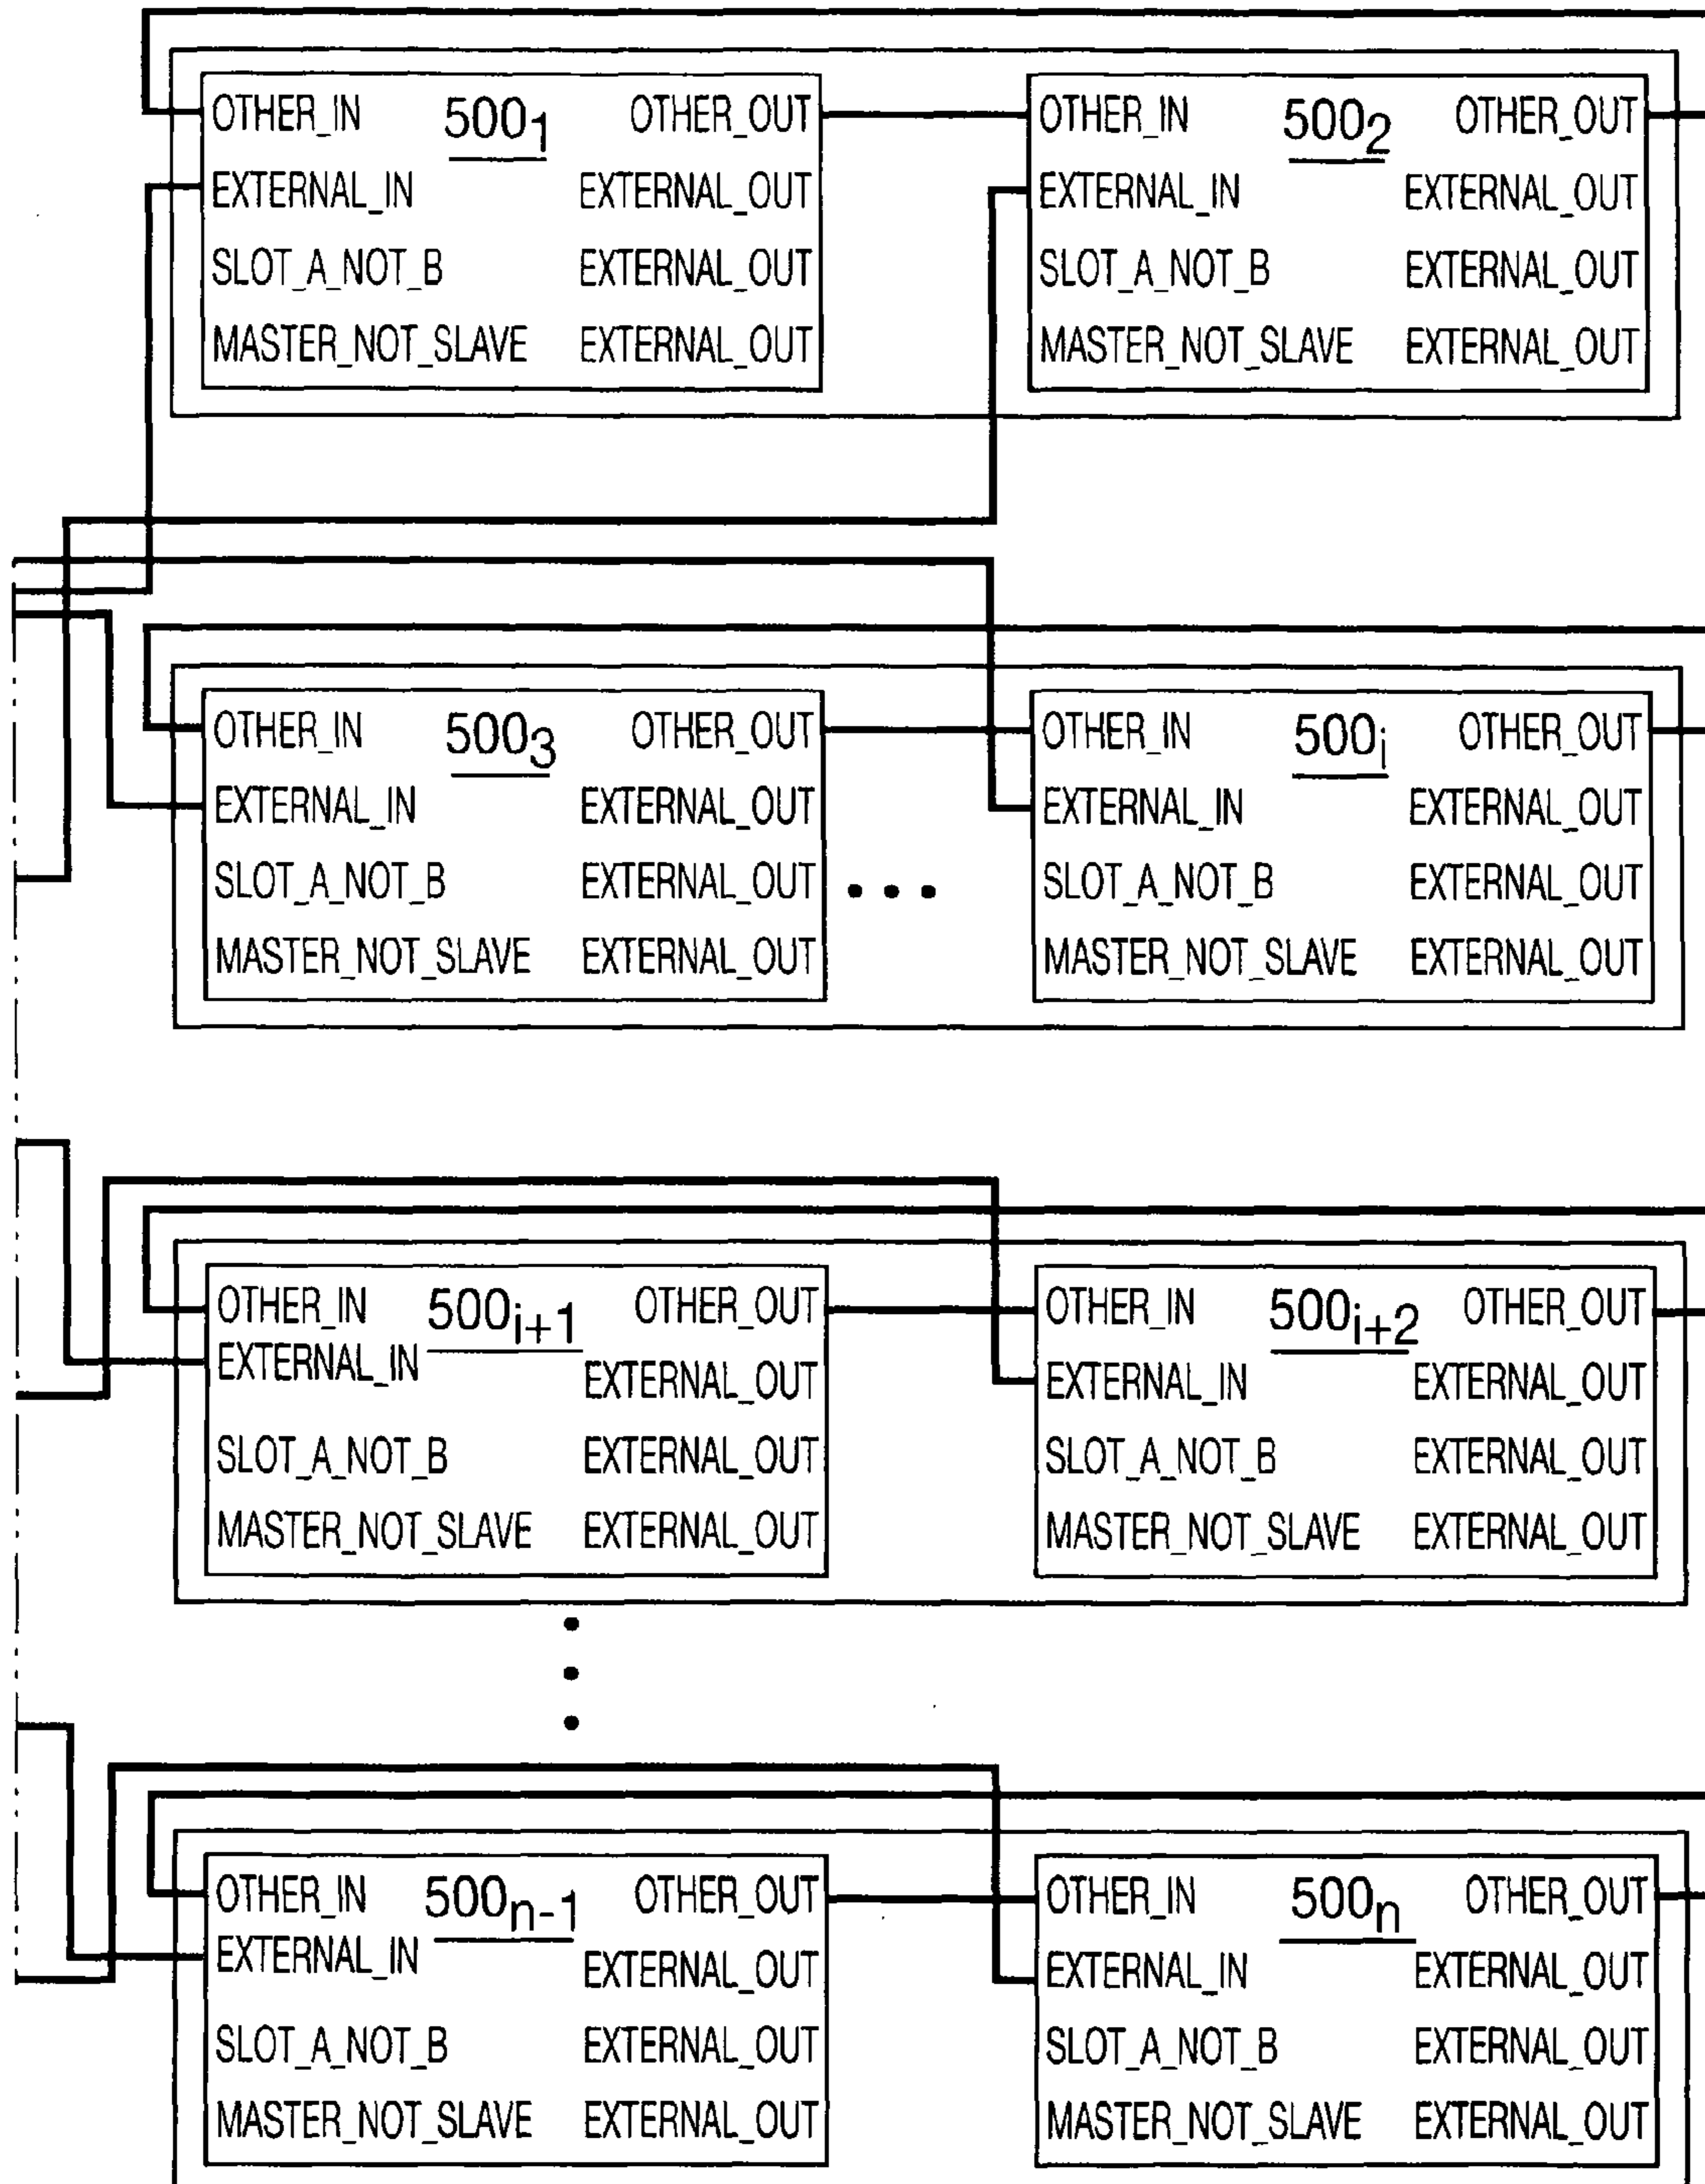 OTHER_IN 500₁ OTHER_OUT
EXTERNAL_IN EXTERNAL_OUT
SLOT_A_NOT_B EXTERNAL_OUT
MASTER_NOT_SLAVE EXTERNAL_OUT
OTHER_IN 500₂ OTHER_OUT
EXTERNAL_IN EXTERNAL_OUT
SLOT_A_NOT_B EXTERNAL_OUT
MASTER_NOT_SLAVE EXTERNAL_OUT
OTHER_IN 500₃ OTHER_OUT
EXTERNAL_IN EXTERNAL_OUT
SLOT_A_NOT_B EXTERNAL_OUT
MASTER_NOT_SLAVE EXTERNAL_OUT
• • •
OTHER_IN 500ᵢ OTHER_OUT
EXTERNAL_IN EXTERNAL_OUT
SLOT_A_NOT_B EXTERNAL_OUT
MASTER_NOT_SLAVE EXTERNAL_OUT
OTHER_IN 500ᵢ₊₁ OTHER_OUT
EXTERNAL_IN EXTERNAL_OUT
SLOT_A_NOT_B EXTERNAL_OUT
MASTER_NOT_SLAVE EXTERNAL_OUT
OTHER_IN 500ᵢ₊₂ OTHER_OUT
EXTERNAL_IN EXTERNAL_OUT
SLOT_A_NOT_B EXTERNAL_OUT
MASTER_NOT_SLAVE EXTERNAL_OUT
•
•
•
OTHER_IN 500ₙ₋₁ OTHER_OUT
EXTERNAL_IN EXTERNAL_OUT
SLOT_A_NOT_B EXTERNAL_OUT
MASTER_NOT_SLAVE EXTERNAL_OUT
OTHER_IN 500ₙ OTHER_OUT
EXTERNAL_IN EXTERNAL_OUT
SLOT_A_NOT_B EXTERNAL_OUT
MASTER_NOT_SLAVE EXTERNAL_OUT